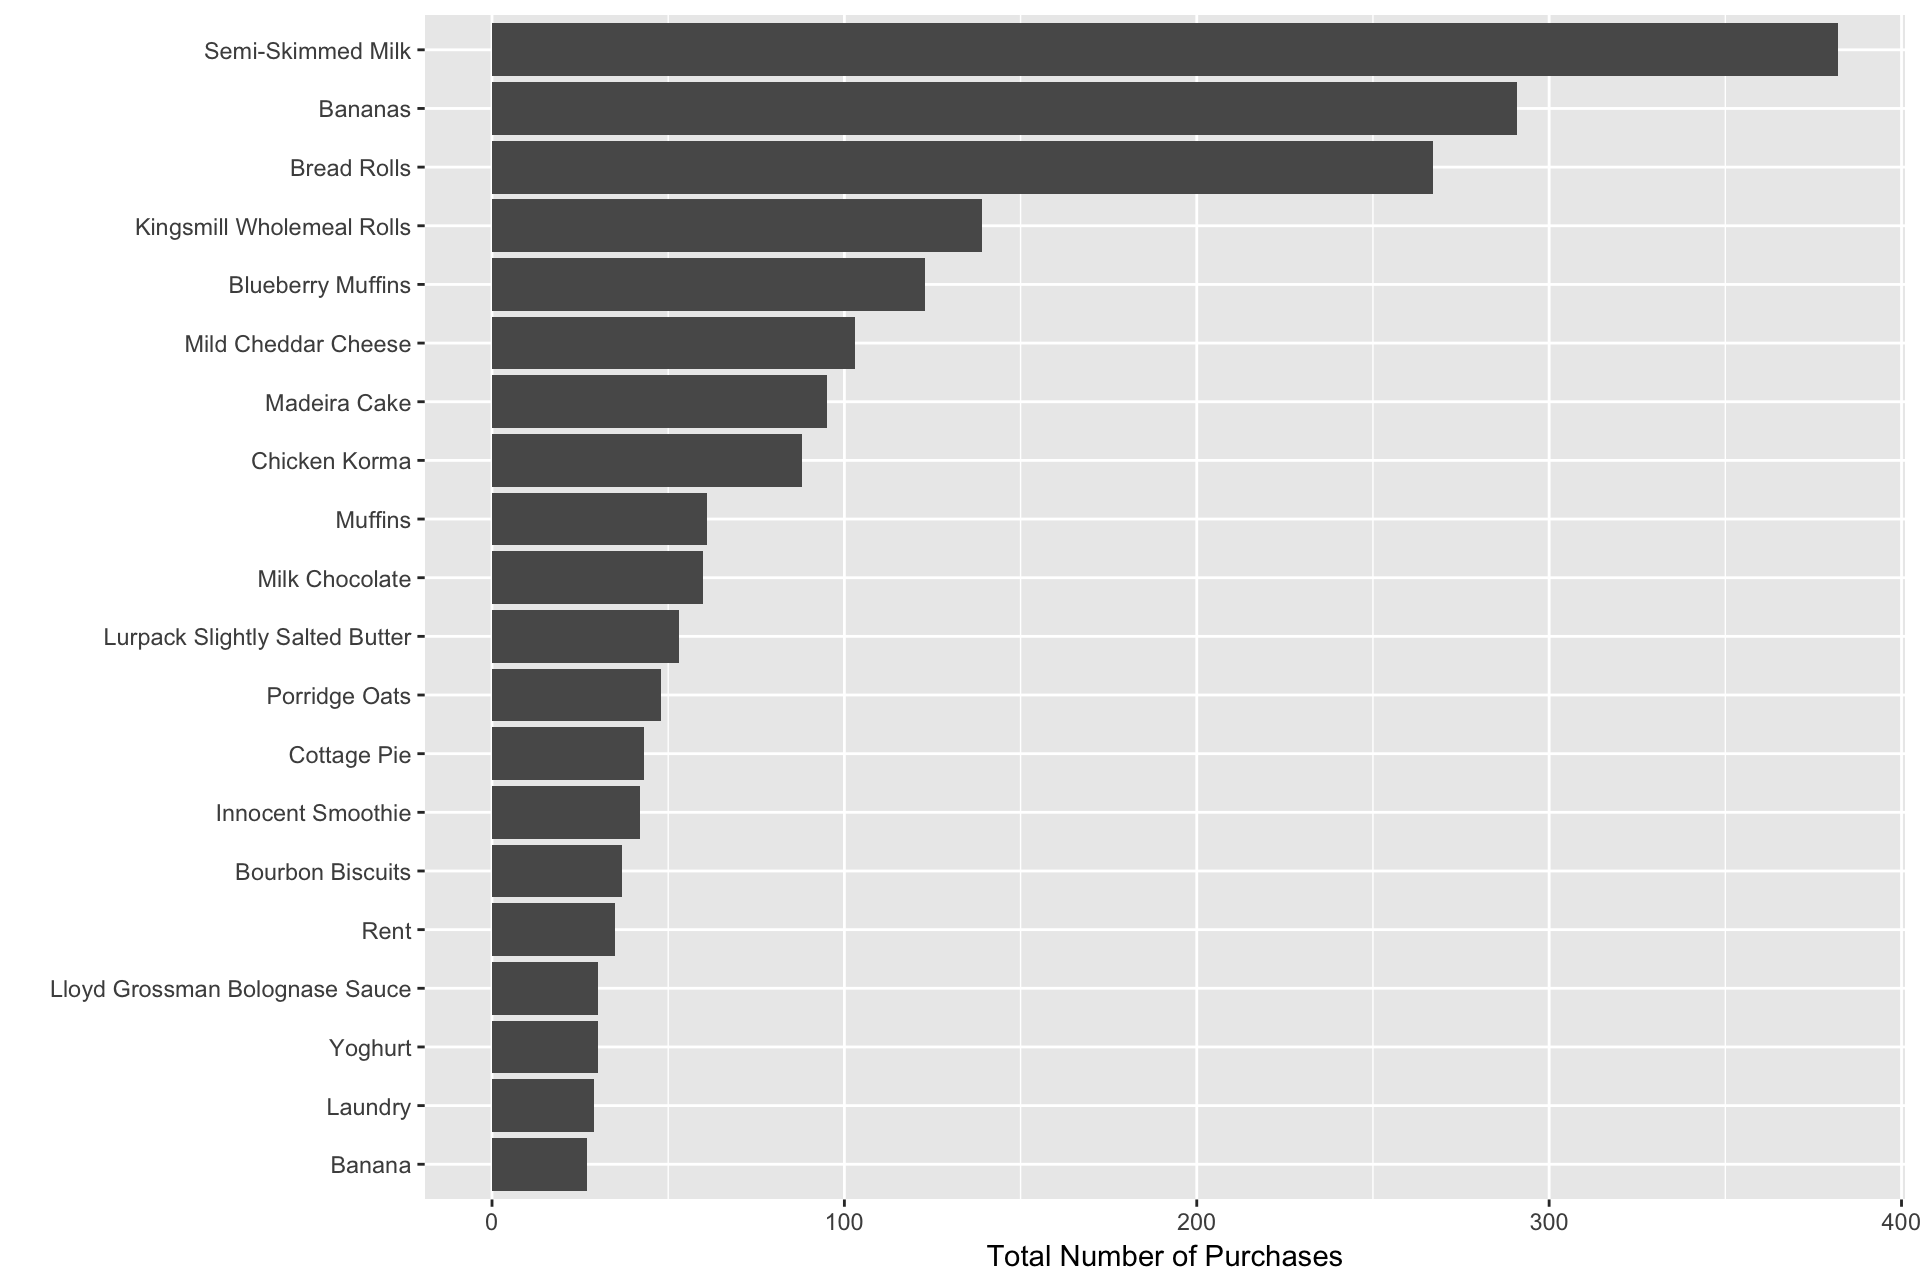 Semi-Skimmed Milk
Bananas
Bread Rolls
Kingsmill Wholemeal Rolls
Blueberry Muffins
Mild Cheddar Cheese
Madeira Cake
Chicken Korma
Muffins
Milk Chocolate
Lurpack Slightly Salted Butter
Porridge Oats
Cottage Pie
Innocent Smoothie
Bourbon Biscuits
Rent
Lloyd Grossman Bolognase Sauce
Yoghurt
Laundry
Banana
0 100 200 300 400
Total Number of Purchases